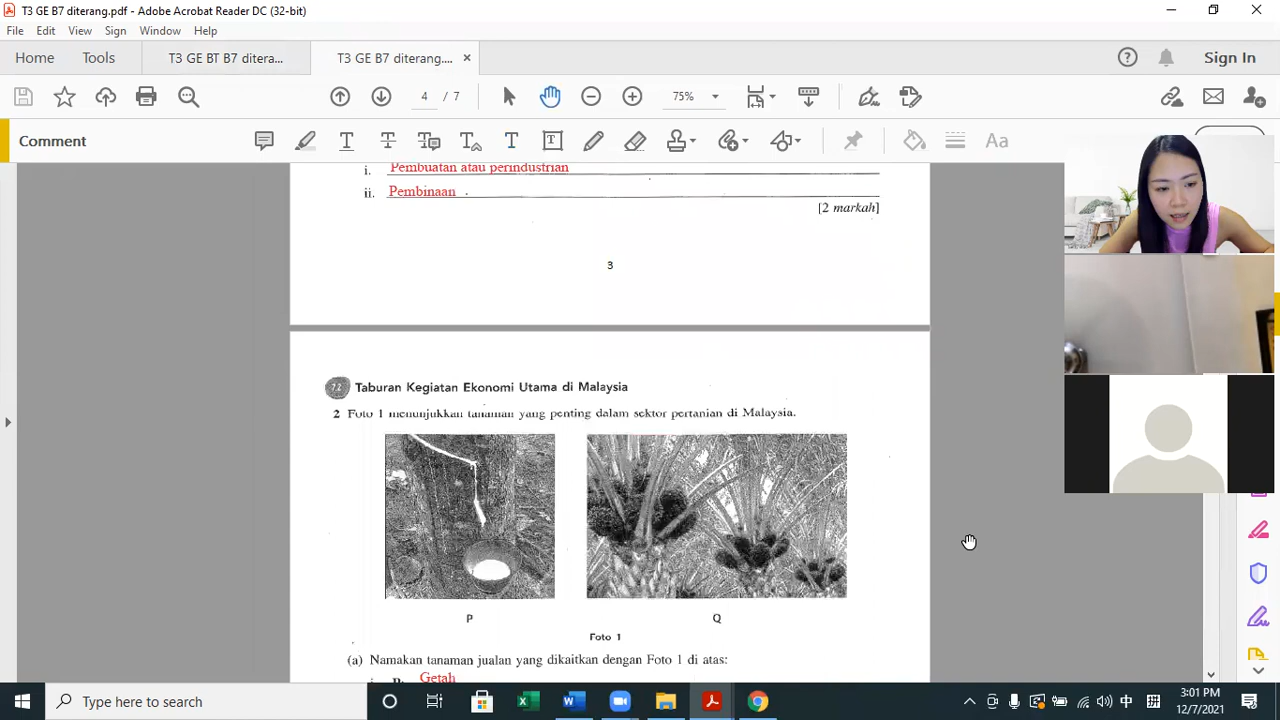 T3 GE B7 diterang.pdf - Adobe Acrobat Reader DC (32-bit)
File Edit View Sign Window Help
Home Tools T3 GE BT B7 ditera... T3 GE B7 diterang.... × Sign In
4 / 7 75%
Comment
Aa
i. Pembuatan atau perindustrian
ii. Pembinaan
[2 markah]
3
7.2 Taburan Kegiatan Ekonomi Utama di Malaysia
2 Foto 1 menunjukkan tanaman yang penting dalam sektor pertanian di Malaysia.
P Q
Foto 1
(a) Namakan tanaman jualan yang dikaitkan dengan Foto 1 di atas:
i. P: Getah
Type here to search
中 拼
3:01 PM
12/7/2021